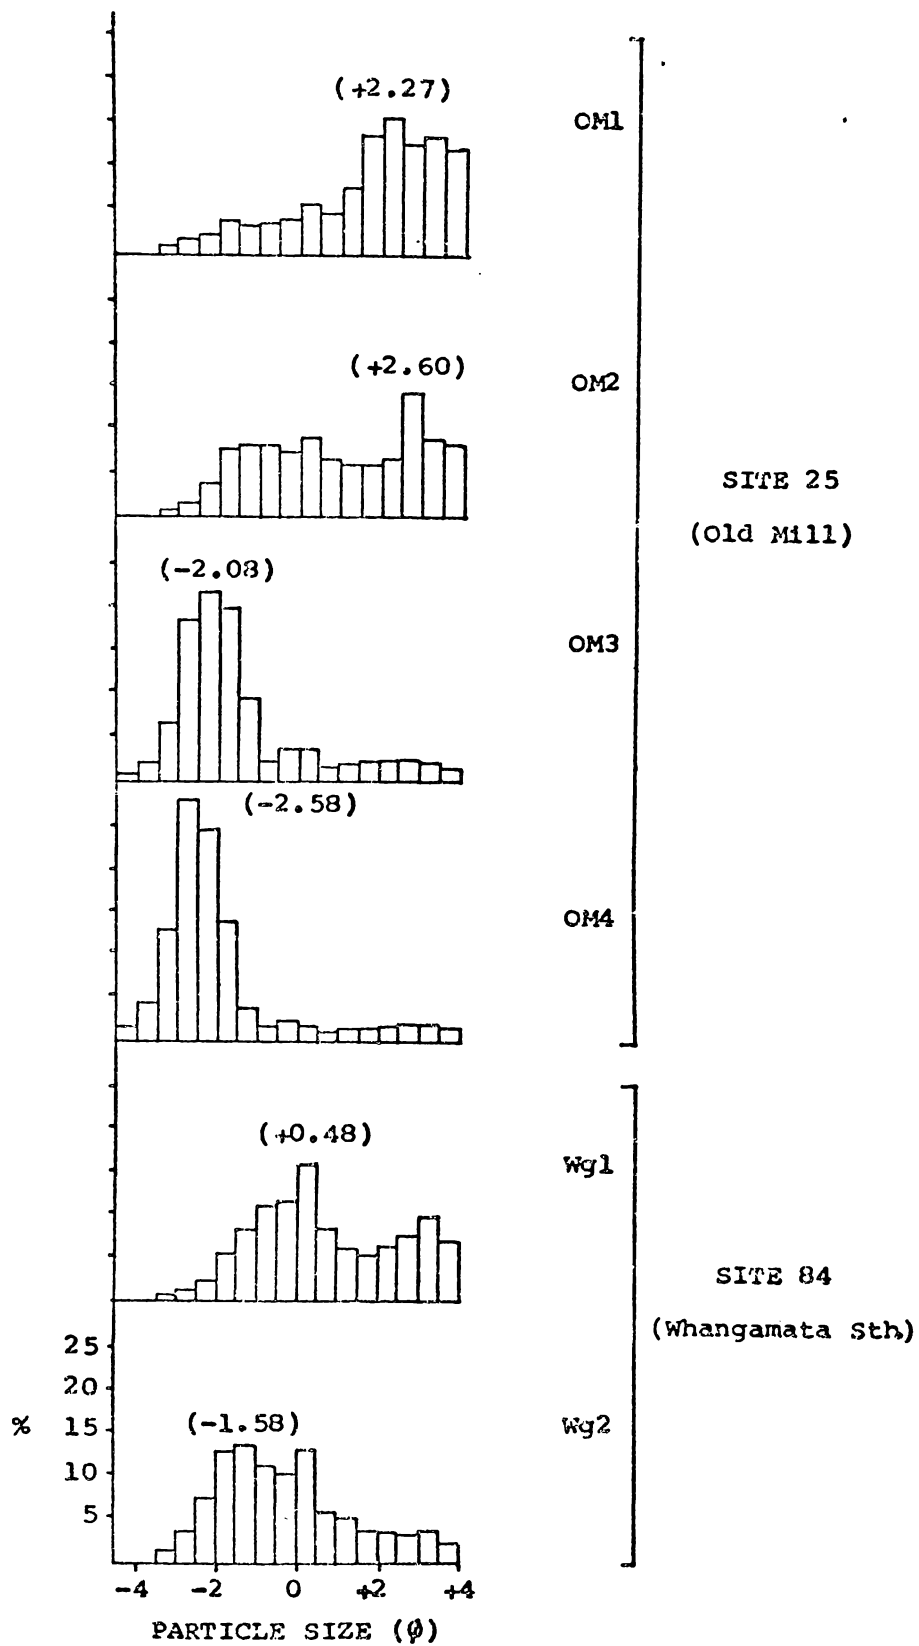 (+2.27)
OM1
(+2.60)
OM2
SITE 25
(Old Mill)
(-2.08)
OM3
(-2.58)
OM4
(+0.48)
Wg1
SITE 84
(Whangamata Sth.)
25
20
% 15
10
5
(-1.58)
Wg2
-4 -2 0 +2 +4
PARTICLE SIZE (φ)